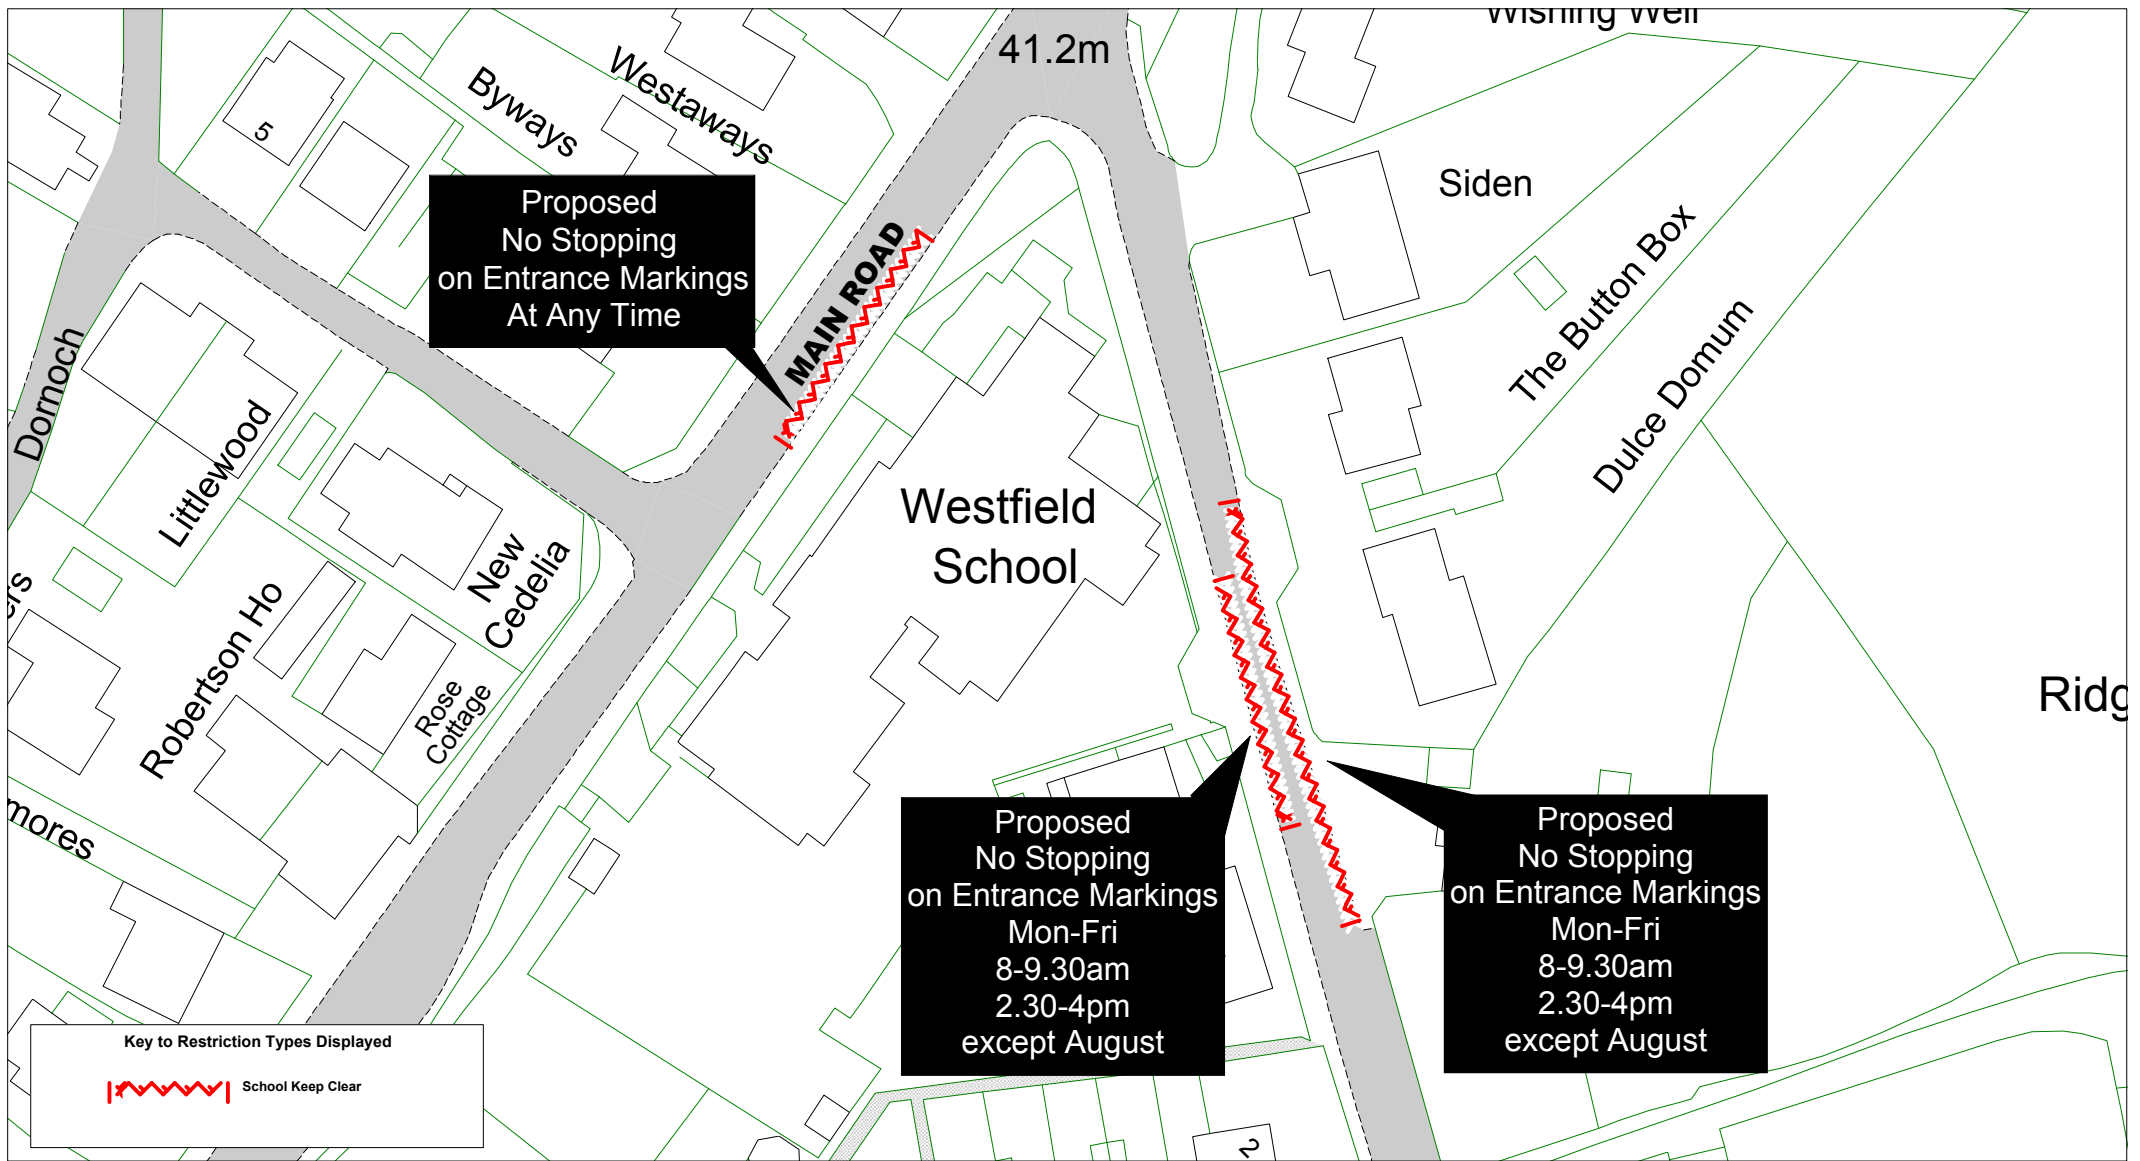 Wishing Well
41.2m
Westaways
Byways
5
Siden
Proposed
No Stopping
on Entrance Markings
At Any Time
MAIN ROAD
The Button Box
Dulce Domum
Dornoch
Littlewood
Westfield
School
New
Cedelia
ers
Robertson Ho
Rose
Cottage
Ridg
mores
Proposed
No Stopping
on Entrance Markings
Mon-Fri
8-9.30am
2.30-4pm
except August
Proposed
No Stopping
on Entrance Markings
Mon-Fri
8-9.30am
2.30-4pm
except August
Key to Restriction Types Displayed
School Keep Clear
2